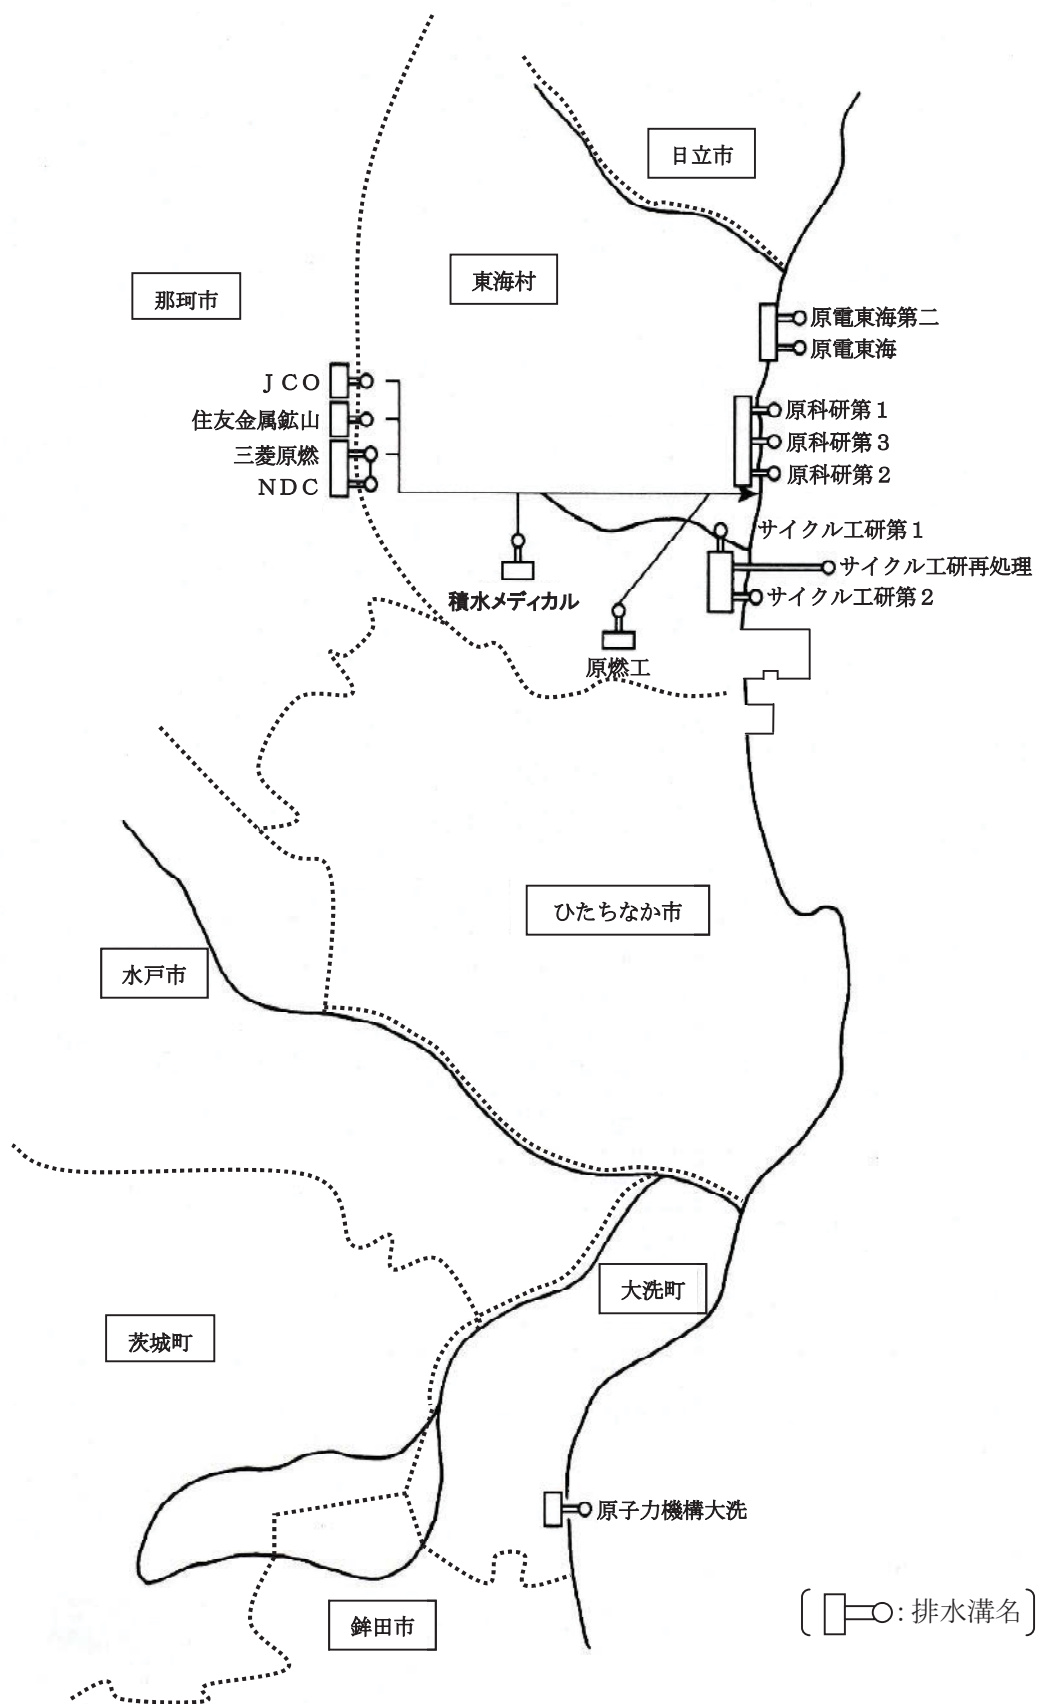 日立市
東海村
那珂市
原電東海第二
原電東海
ＪＣＯ
住友金属鉱山
三菱原燃
ＮＤＣ
原科研第１
原科研第３
原科研第２
サイクル工研第１
サイクル工研再処理
サイクル工研第２
積水メディカル
原燃工
ひたちなか市
水戸市
大洗町
茨城町
原子力機構大洗
鉾田市
：排水溝名